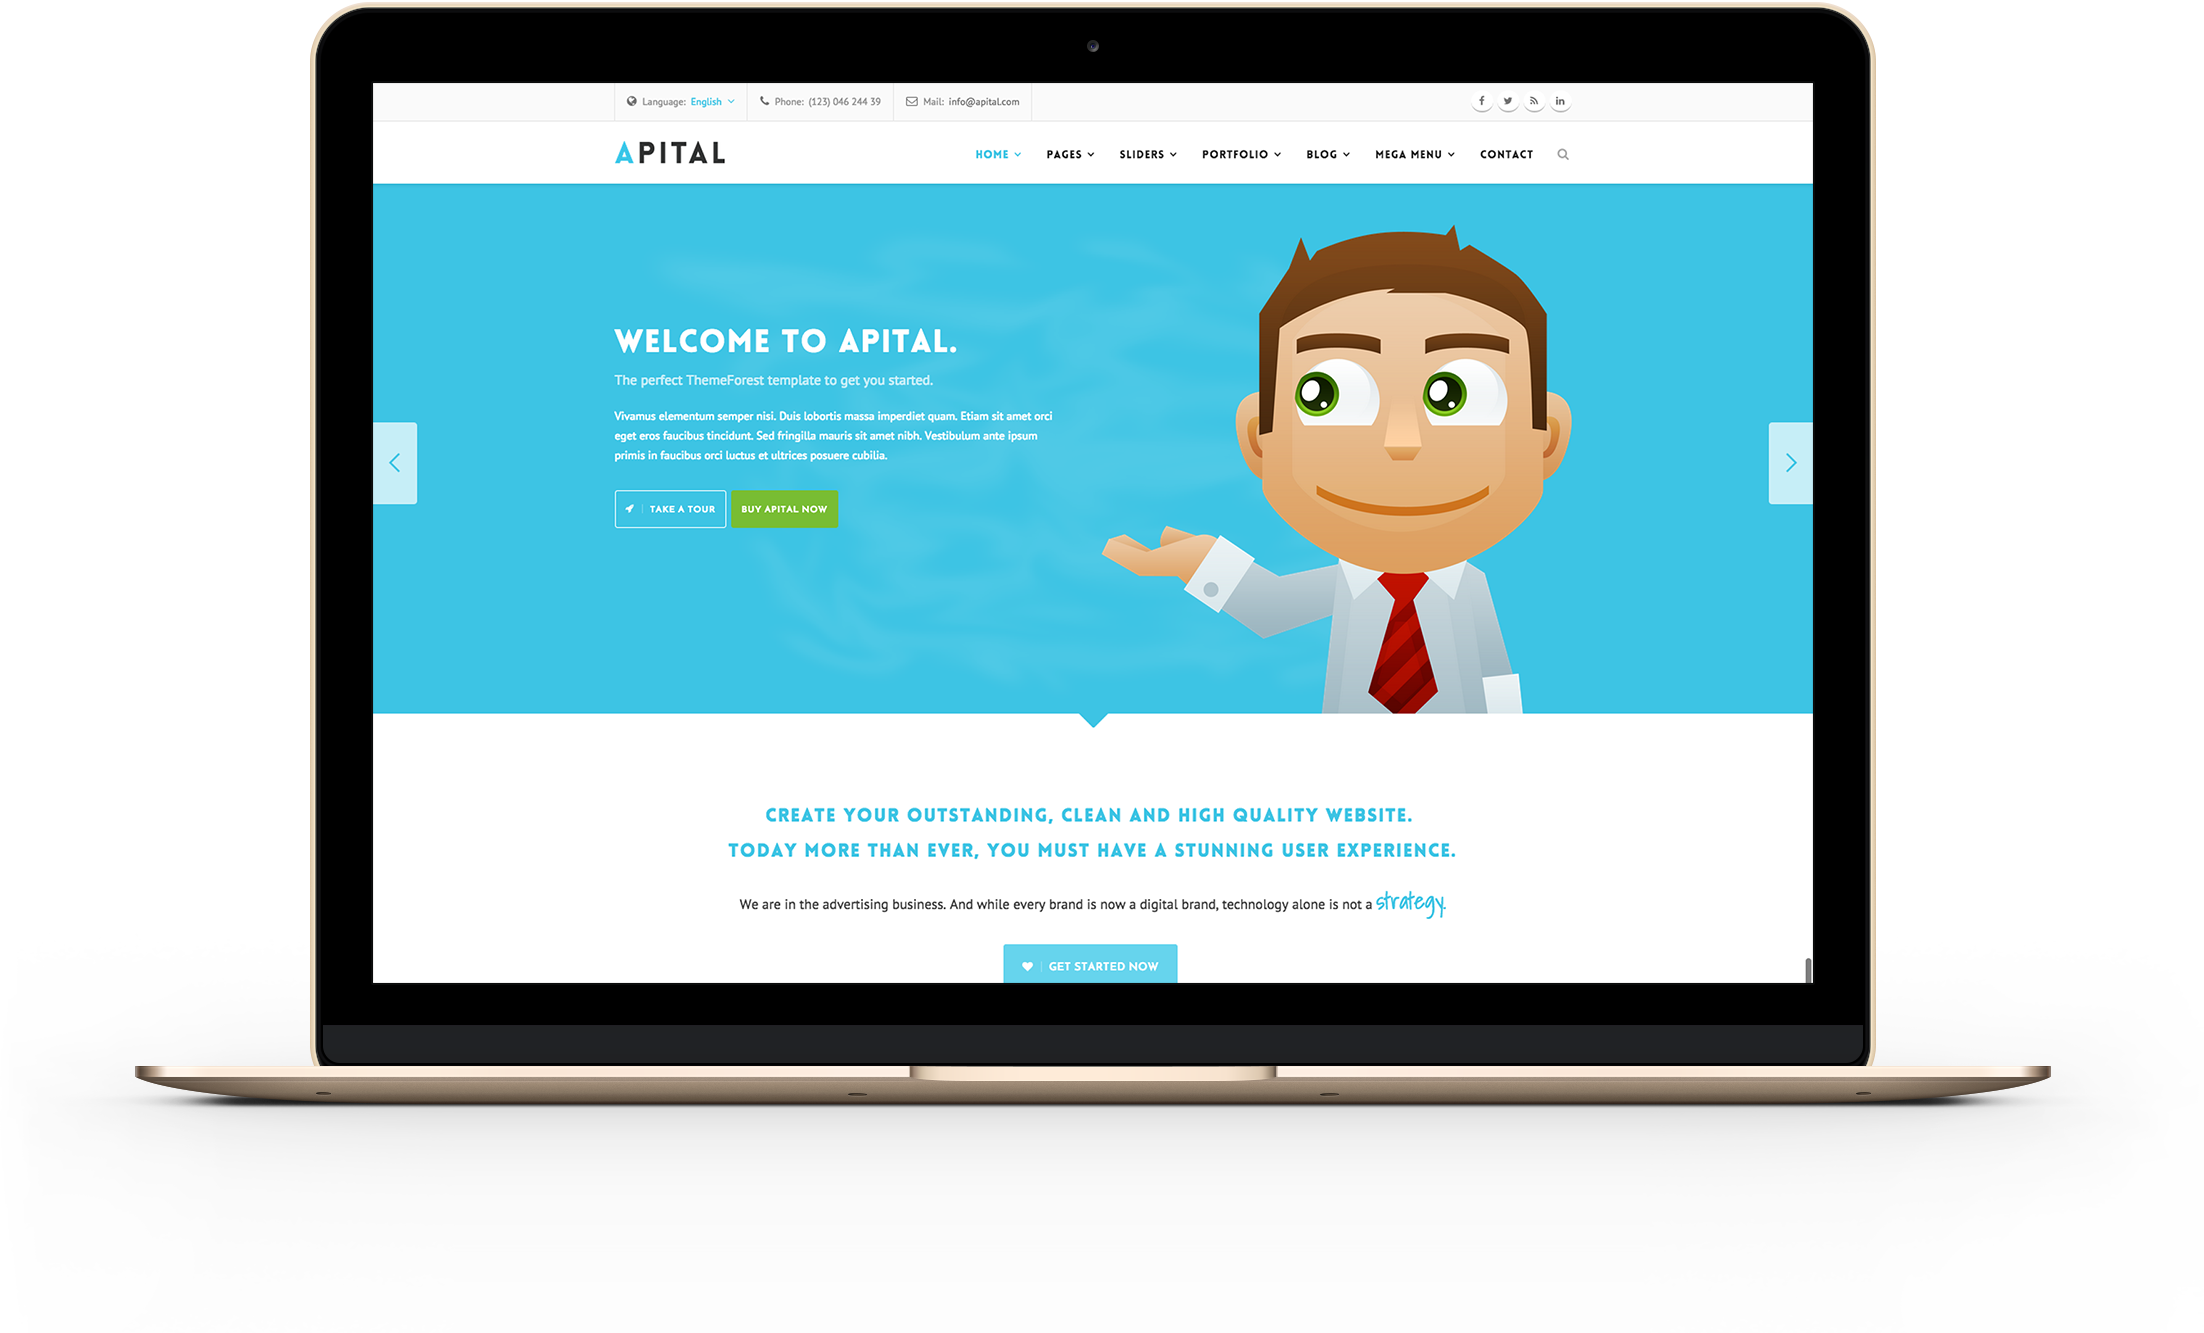 Language: English
Phone: (123) 046 244 39
Mail: info@apital.com
APITAL
HOME
PAGES
SLIDERS
PORTFOLIO
BLOG
MEGA MENU
CONTACT
WELCOME TO APITAL.
The perfect ThemeForest template to get you started.
Vivamus elementum semper nisi. Duis lobortis massa imperdiet quam. Etiam sit amet orci
eget eros faucibus tincidunt. Sed fringilla mauris sit amet nibh. Vestibulum ante ipsum
primis in faucibus orci luctus et ultrices posuere cubilia.
TAKE A TOUR
BUY APITAL NOW
CREATE YOUR OUTSTANDING, CLEAN AND HIGH QUALITY WEBSITE.
TODAY MORE THAN EVER, YOU MUST HAVE A STUNNING USER EXPERIENCE.
We are in the advertising business. And while every brand is now a digital brand, technology alone is not a strategy.
GET STARTED NOW